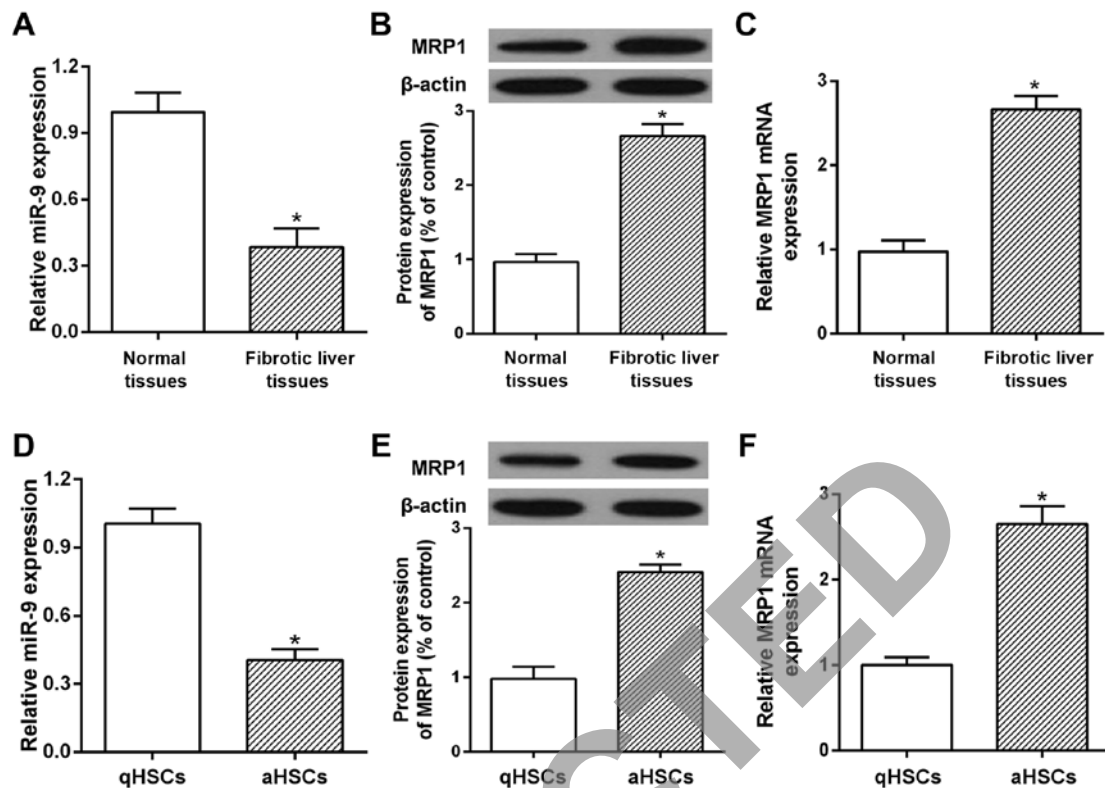 A
Relative miR-9 expression
1.2
0.9
0.6
0.3
0.0
*
Normal
tissues
Fibrotic liver
tissues
B
MRP1
β-actin
Protein expression
of MRP1 (% of control)
3
2
1
0
*
Normal
tissues
Fibrotic liver
tissues
C
Relative MRP1 mRNA
expression
3
2
1
0
*
Normal
tissues
Fibrotic liver
tissues
D
Relative miR-9 expression
1.2
0.9
0.6
0.3
0.0
*
qHSCs
aHSCs
E
MRP1
β-actin
Protein expression
of MRP1 (% of control)
3
2
1
0
*
qHSCs
aHSCs
F
Relative MRP1 mRNA
expression
3
2
1
0
*
qHSCs
aHSCs
CTED